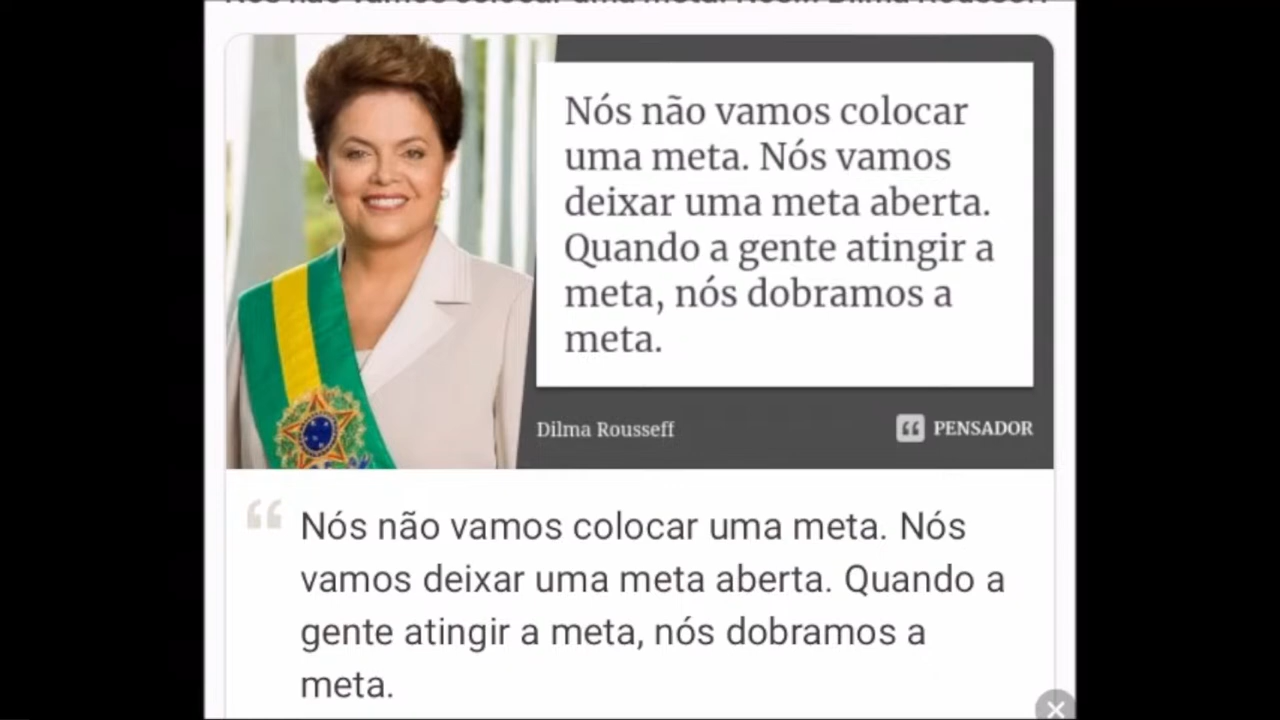 Nós não vamos colocar
uma meta. Nós vamos
deixar uma meta aberta.
Quando a gente atingir a
meta, nós dobramos a
meta.
Dilma Rousseff
PENSADOR
Nós não vamos colocar uma meta. Nós
vamos deixar uma meta aberta. Quando a
gente atingir a meta, nós dobramos a
meta.